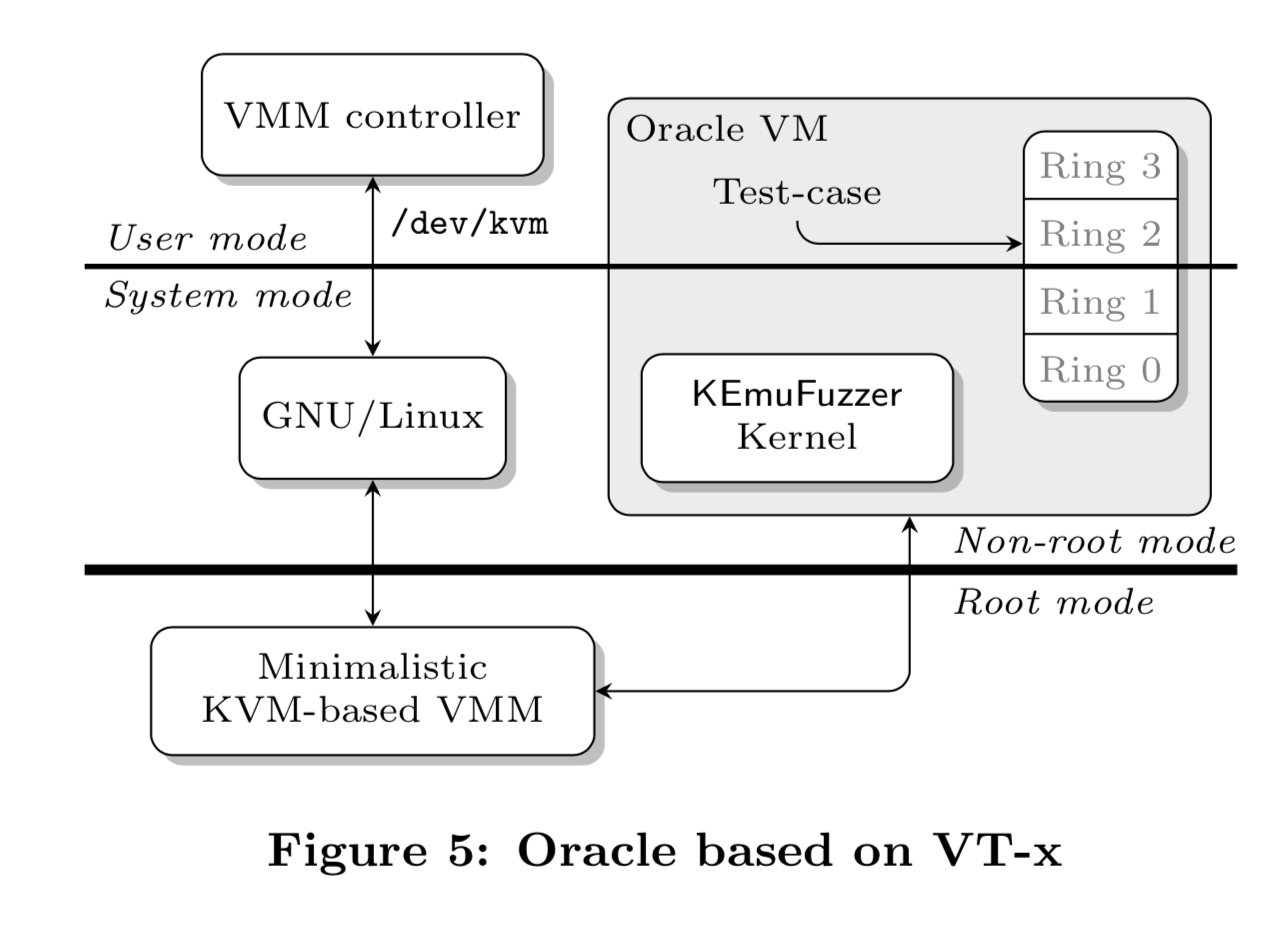 VMM controller
Oracle VM
Test-case
Ring 3
Ring 2
Ring 1
Ring 0
/dev/kvm
User mode
System mode
GNU/Linux
KEmuFuzzer
Kernel
Non-root mode
Root mode
Minimalistic
KVM-based VMM
Figure 5: Oracle based on VT-x